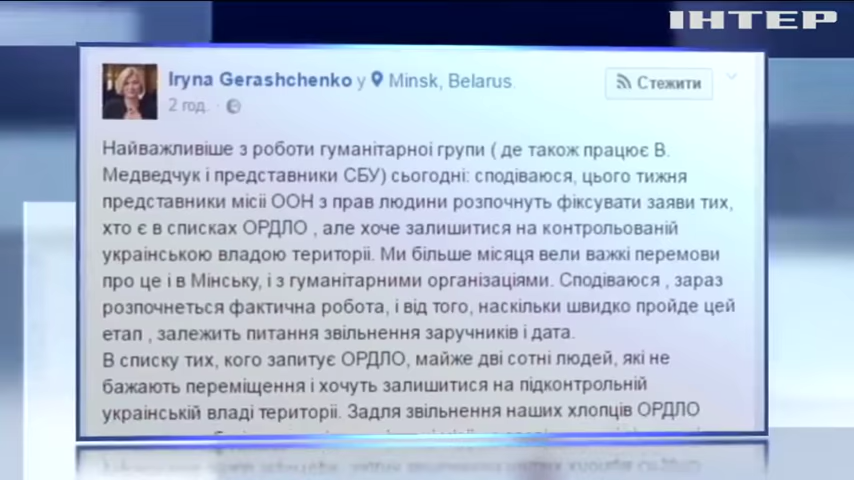 ІНТЕР
Iryna Gerashchenko у Minsk, Belarus.
Стежити
2 год. ·
Найважливіше з роботи гуманітарної групи ( де також працює В.
Медведчук і представники СБУ) сьогодні: сподіваюся, цього тижня
представники місії ООН з прав людини розпочнуть фіксувати заяви тих,
хто є в списках ОРДЛО , але хоче залишитися на контрольованій
українською владою території. Ми більше місяця вели важкі перемови
про це і в Мінську, і з гуманітарними організаціями. Сподіваюся , зараз
розпочнеться фактична робота, і від того, наскільки швидко пройде цей
етап , залежить питання звільнення заручників і дата.
В списку тих, кого запитує ОРДЛО, майже дві сотні людей, які не
бажають переміщення і хочуть залишитися на підконтрольній
українській владі території. Задля звільнення наших хлопців ОРДЛО